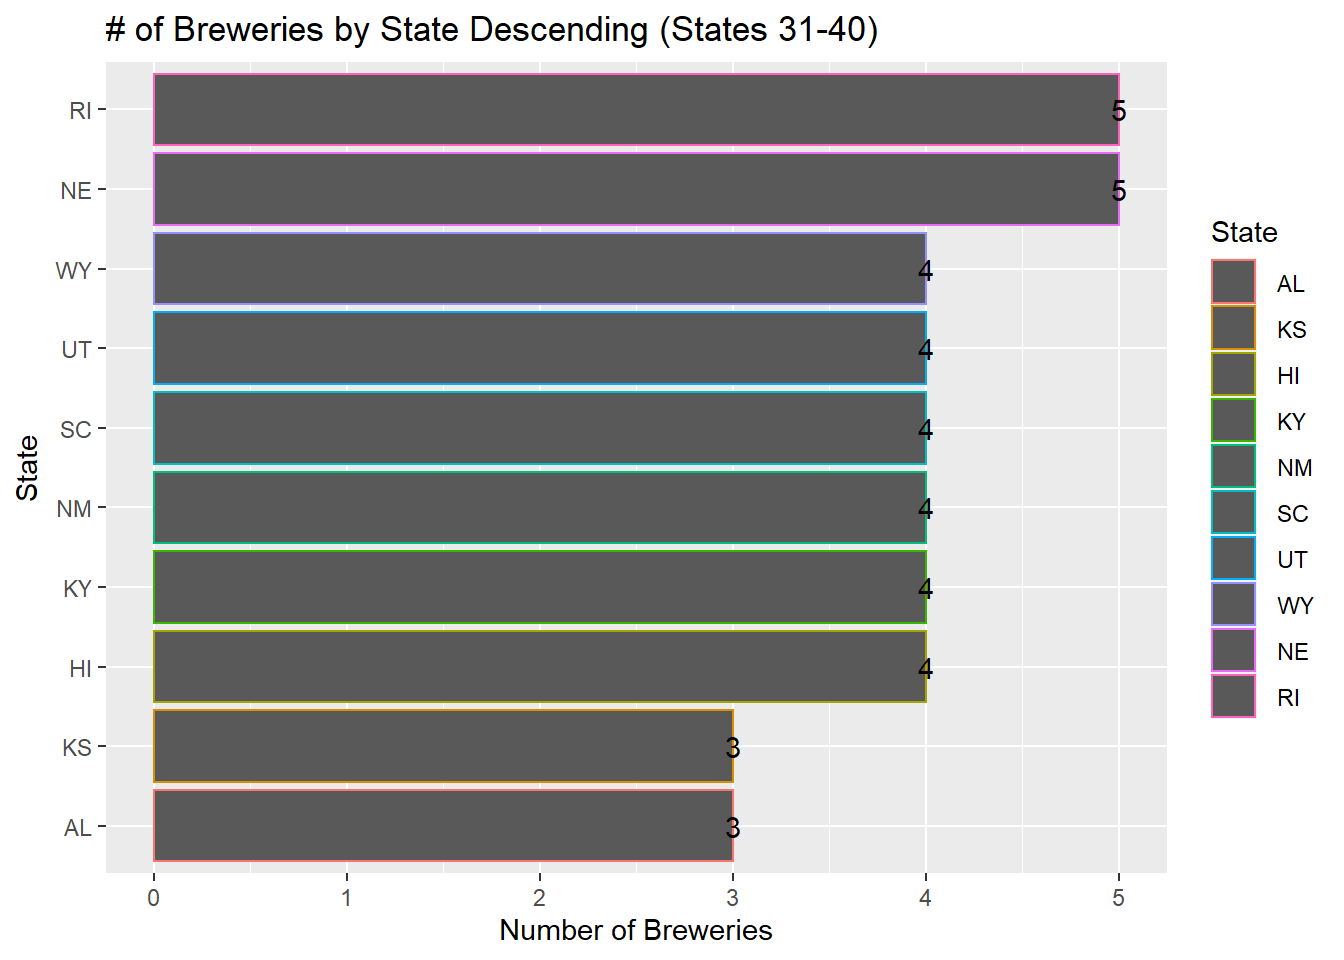 # of Breweries by State Descending (States 31-40)
RI
5
NE
5
WY
4
UT
4
SC
4
NM
4
KY
4
HI
4
KS
3
AL
3
State
0 1 2 3 4 5
Number of Breweries
State
AL
KS
HI
KY
NM
SC
UT
WY
NE
RI